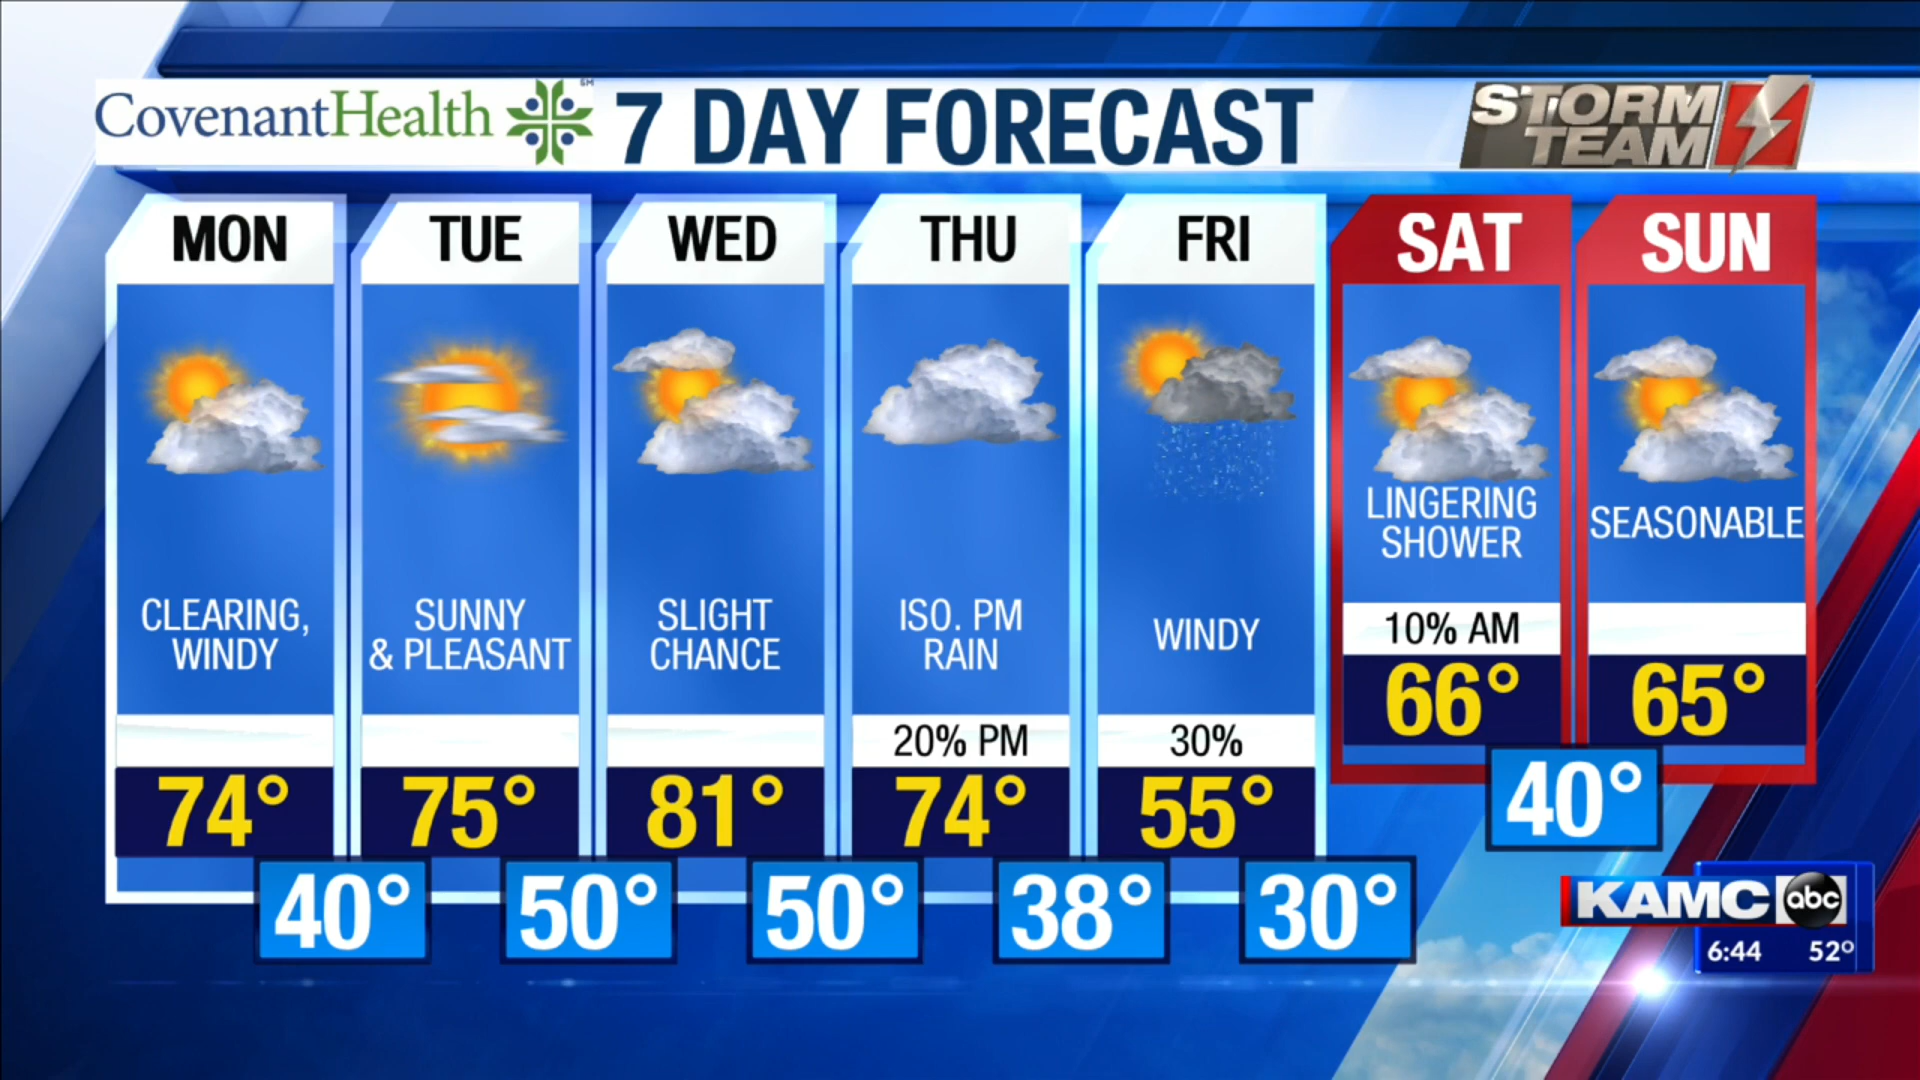 CovenantHealth SM
7 DAY FORECAST
STORM
TEAM
MON
TUE
WED
THU
FRI
SAT
SUN
CLEARING,
WINDY
SUNNY
& PLEASANT
SLIGHT
CHANCE
ISO. PM
RAIN
WINDY
LINGERING
SHOWER
SEASONABLE
20% PM
30%
10% AM
74°
75°
81°
74°
55°
66°
65°
40°
50°
50°
38°
30°
40°
KAMC abc
6:44 52°